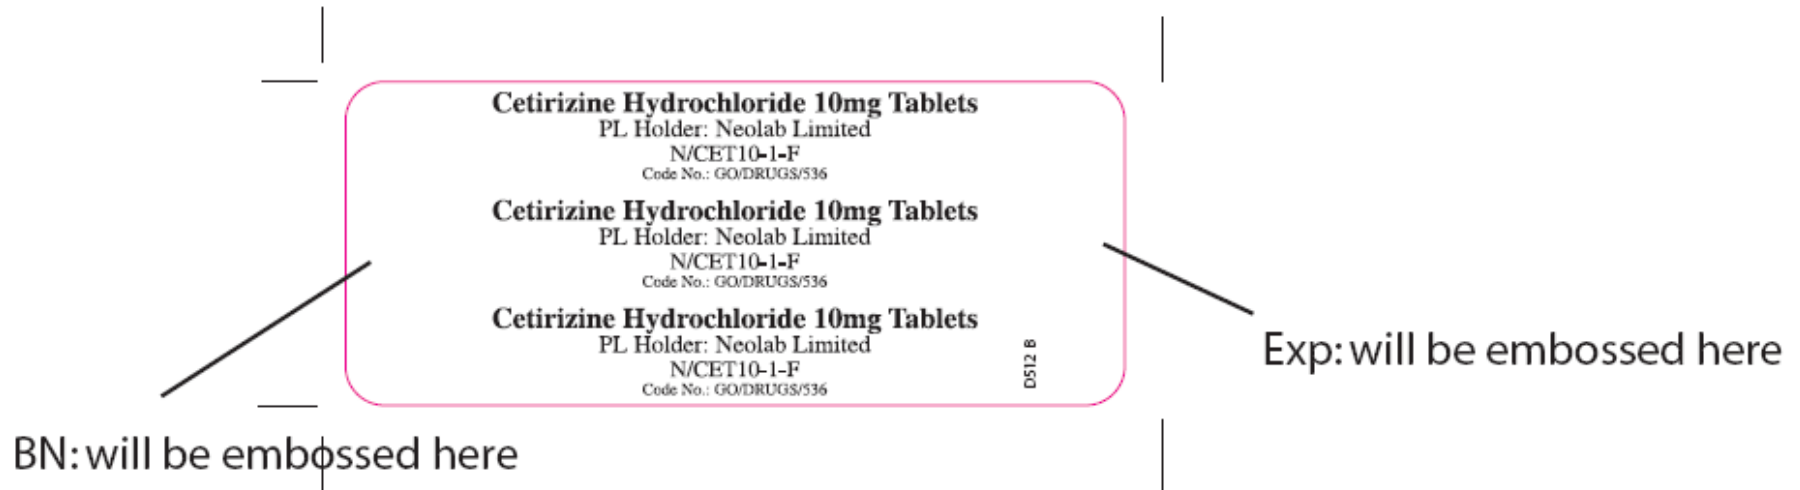 Cetirizine Hydrochloride 10mg Tablets
PL Holder: Neolab Limited
N/CET10-1-F
Code No.: GO/DRUGS/536
Cetirizine Hydrochloride 10mg Tablets
PL Holder: Neolab Limited
N/CET10-1-F
Code No.: GO/DRUGS/536
Cetirizine Hydrochloride 10mg Tablets
PL Holder: Neolab Limited
N/CET10-1-F
Code No.: GO/DRUGS/536
D512 B
Exp: will be embossed here
BN: will be embossed here